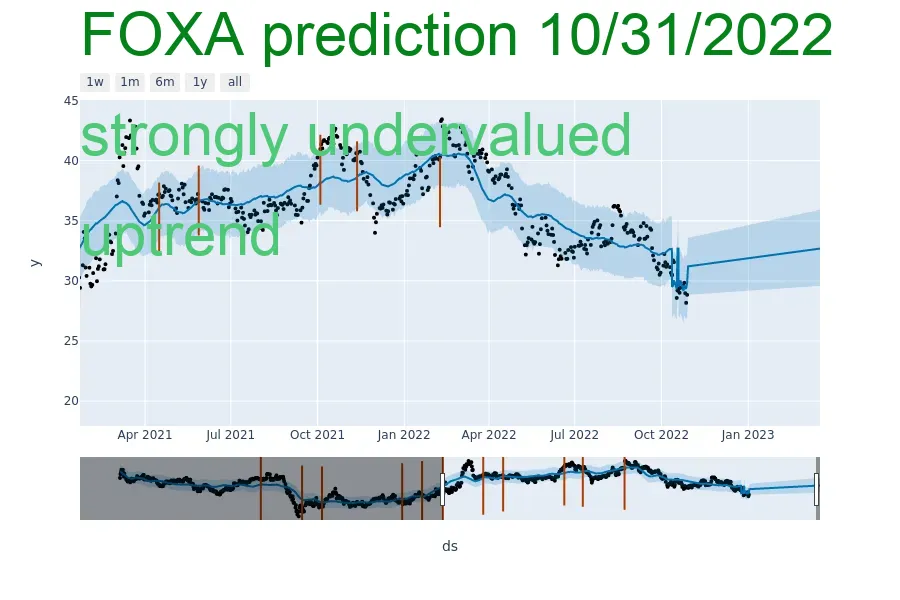 FOXA prediction 10/31/2022
1w 1m 6m 1y all
45
strongly undervalued
40
35
uptrend
y
30
25
20
Apr 2021 Jul 2021 Oct 2021 Jan 2022 Apr 2022 Jul 2022 Oct 2022 Jan 2023
ds